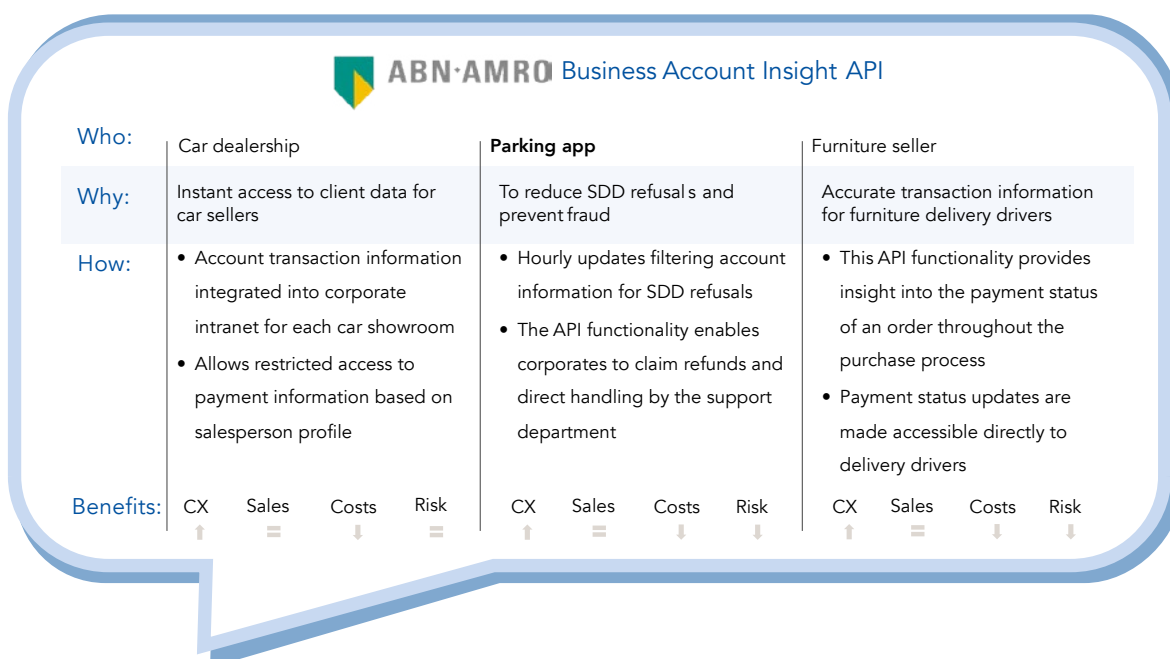 ABN·AMRO Business Account Insight API
Who:
Car dealership
Parking app
Furniture seller
Why:
Instant access to client data for
car sellers
To reduce SDD refusals and
prevent fraud
Accurate transaction information
for furniture delivery drivers
How:
• Account transaction information
integrated into corporate
intranet for each car showroom
• Allows restricted access to
payment information based on
salesperson profile
• Hourly updates filtering account
information for SDD refusals
• The API functionality enables
corporates to claim refunds and
direct handling by the support
department
• This API functionality provides
insight into the payment status
of an order throughout the
purchase process
• Payment status updates are
made accessible directly to
delivery drivers
Benefits:
CX Sales Costs Risk
⬆ = ⬇ =
CX Sales Costs Risk
⬆ = ⬇ ⬇
CX Sales Costs Risk
⬆ = ⬇ ⬇